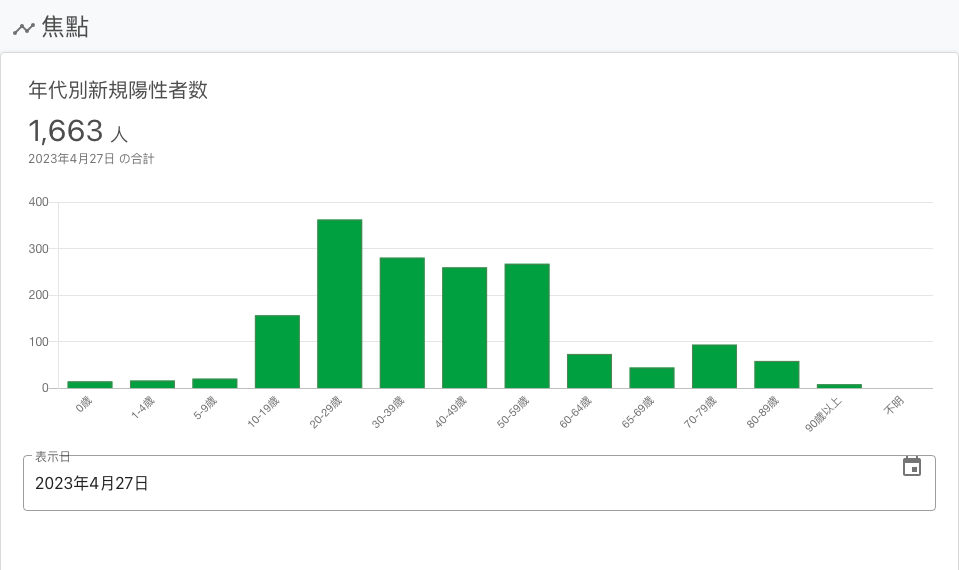 焦點
年代別新規陽性者数
1,663 人
2023年4月27日 の合計
400
300
200
100
0
0歳 1-4歳 5-9歳 10-19歳 20-29歳 30-39歳 40-49歳 50-59歳 60-64歳 65-69歳 70-79歳 80-89歳 90歳以上 不明
表示日
2023年4月27日